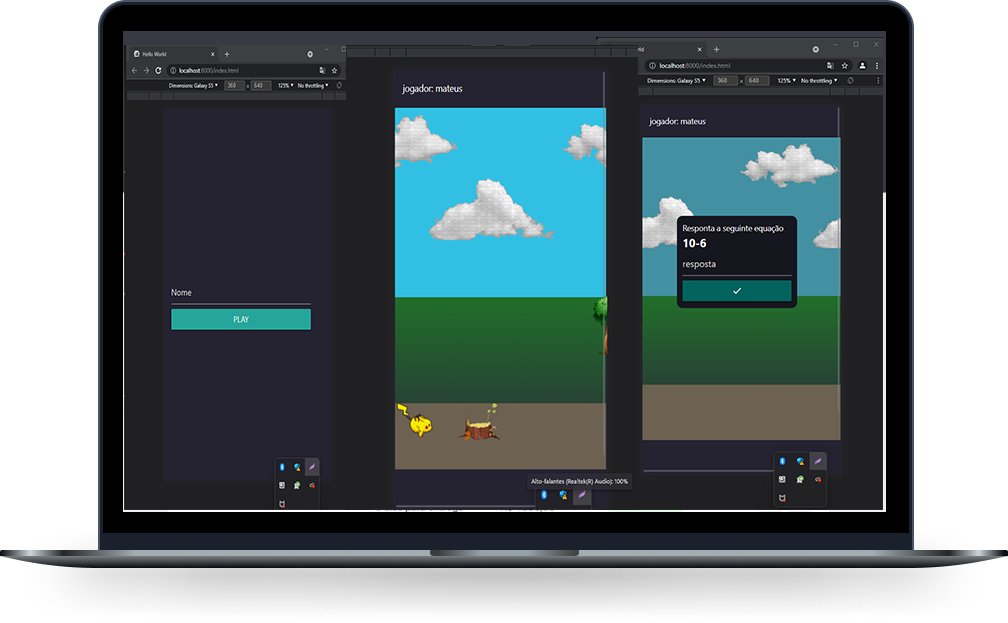 Hello World
localhost:8000/index.html
Dimensions: Galaxy S5 ▼ 360 x 640 125% ▼ No throttling ▼
Nome
PLAY
jogador: mateus
Alto-falantes (Realtek(R) Audio): 100%
rld
localhost:8000/index.html
Dimensions: Galaxy S5 ▼ 360 x 640 125% ▼ No throttling ▼
jogador: mateus
Responta a seguinte equação
10-6
resposta